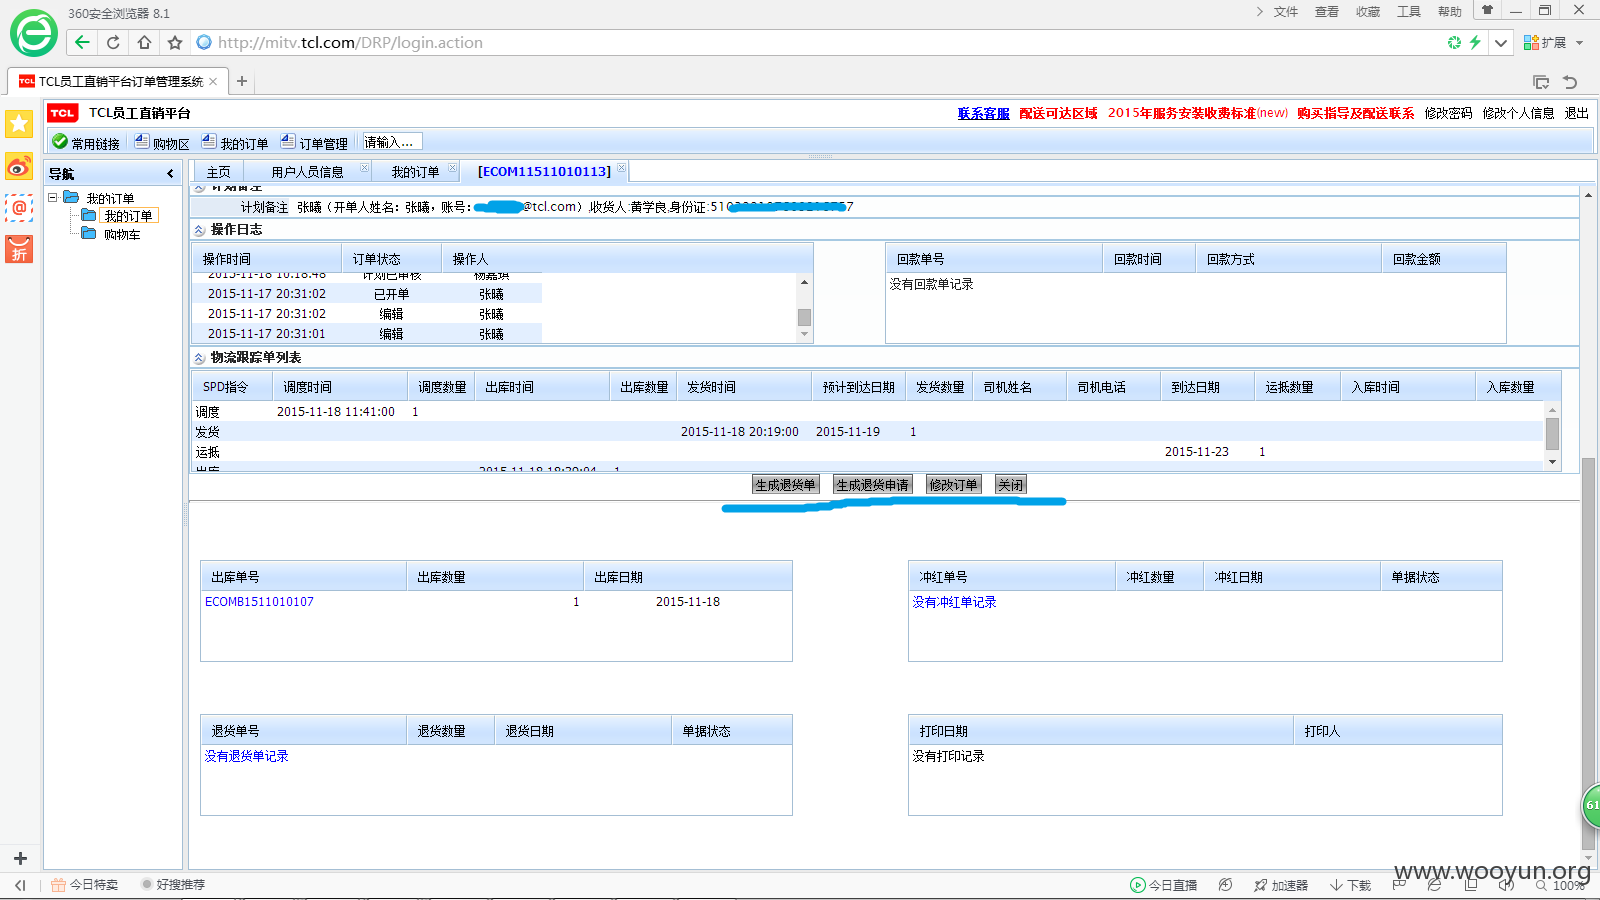 360安全浏览器 8.1
文件 查看 收藏 工具 帮助
http://mitv.tcl.com/DRP/login.action
扩展
TCL TCL员工直销平台订单管理系统
TCL TCL员工直销平台
联系客服 配送可达区域 2015年服务安装收费标准(new) 购买指导及配送联系 修改密码 修改个人信息 退出
常用链接 购物区 我的订单 订单管理 请输入...
导航
我的订单
我的订单
购物车
主页 用户人员信息 我的订单 [ECOM11511010113]
计划备注
计划备注 张曦（开单人姓名：张曦，账号： @tcl.com）,收货人:黄学良,身份证:51
操作日志
操作时间 订单状态 操作人
2015-11-18 10:18:48 计划已审核
2015-11-17 20:31:02 已开单 张曦
2015-11-17 20:31:02 编辑 张曦
2015-11-17 20:31:01 编辑 张曦
回款单号 回款时间 回款方式 回款金额
没有回款单记录
物流跟踪单列表
SPD指令 调度时间 调度数量 出库时间 出库数量 发货时间 预计到达日期 发货数量 司机姓名 司机电话 到达日期 运抵数量 入库时间 入库数量
调度 2015-11-18 11:41:00 1
发货 2015-11-18 20:19:00 2015-11-19 1
运抵 2015-11-23 1
出库 1
生成退货单 生成退货申请 修改订单 关闭
出库单号 出库数量 出库日期
ECOMB1511010107 1 2015-11-18
冲红单号 冲红数量 冲红日期 单据状态
没有冲红单记录
退货单号 退货数量 退货日期 单据状态
没有退货单记录
打印日期 打印人
没有打印记录
61
www.wooyun.org
今日特卖 好搜推荐
今日直播 加速器 下载 100%